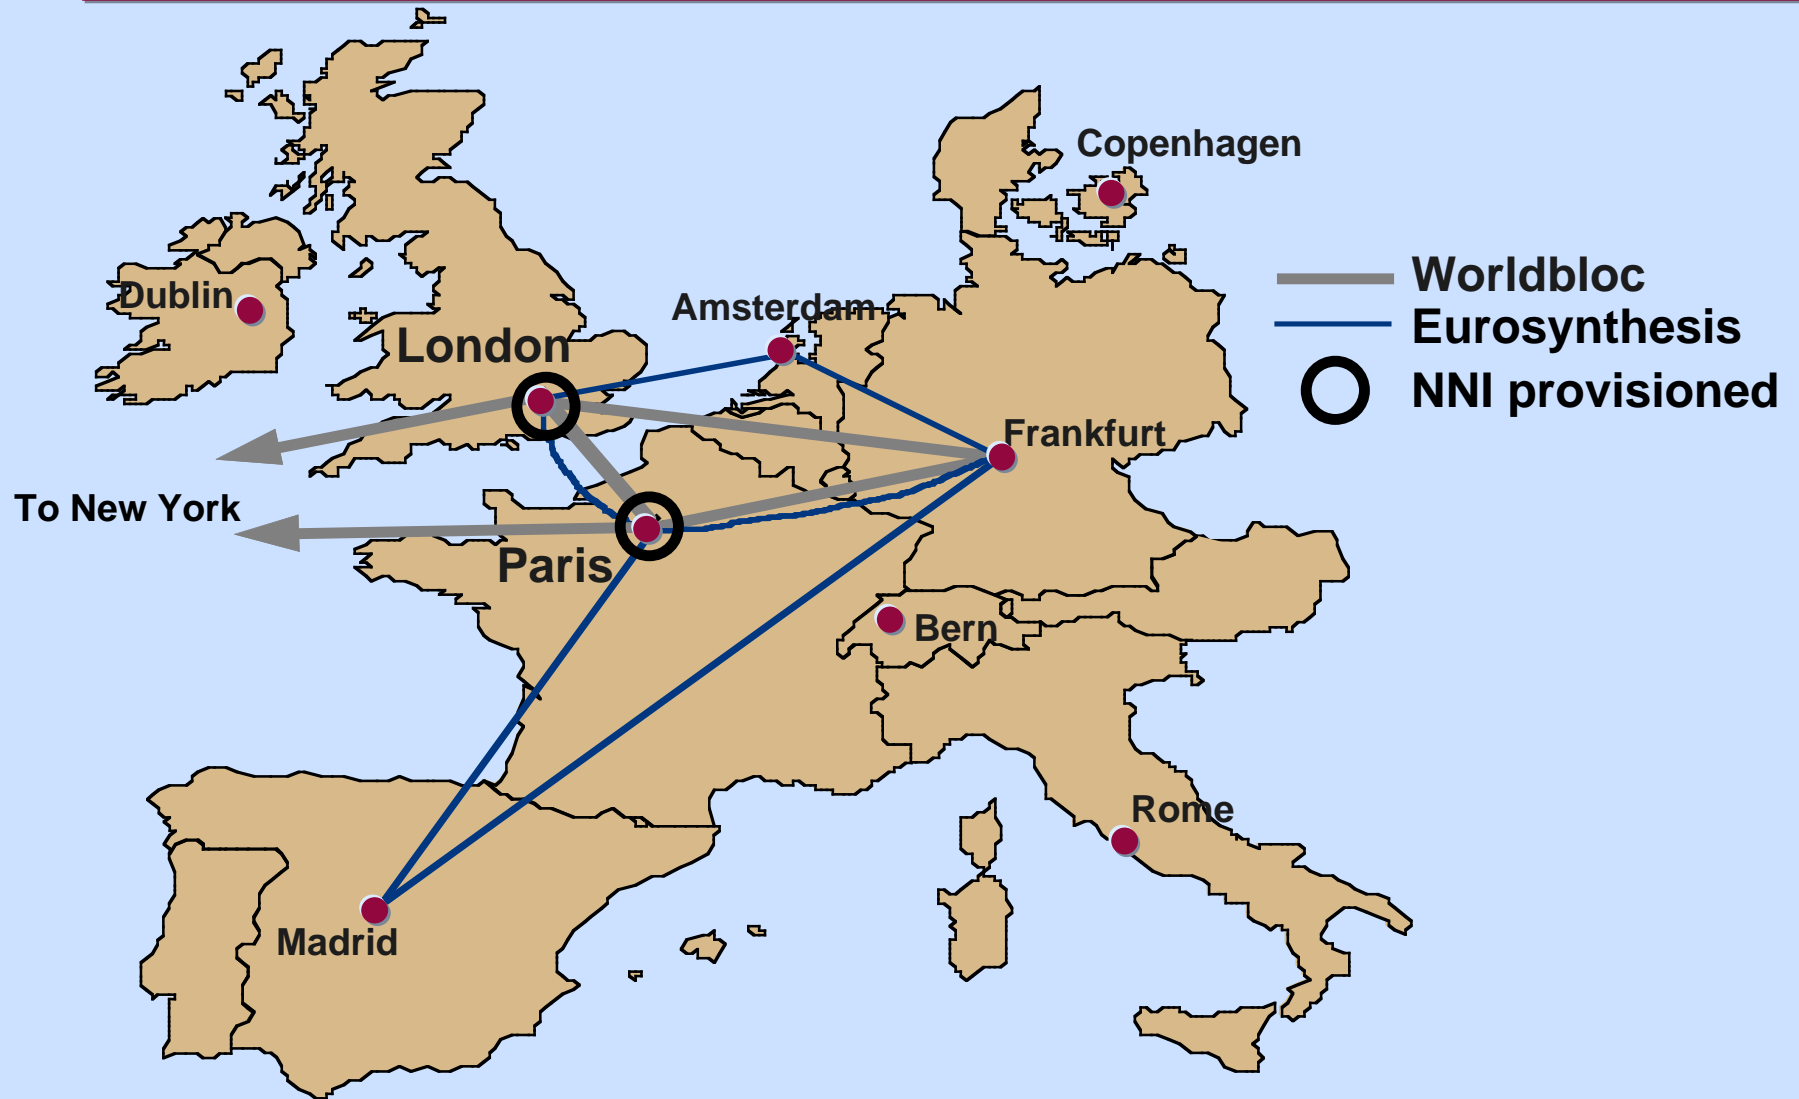 Copenhagen
Worldbloc
Dublin
Amsterdam
Eurosynthesis
London
NNI provisioned
Frankfurt
To New York
Paris
Bern
Rome
Madrid